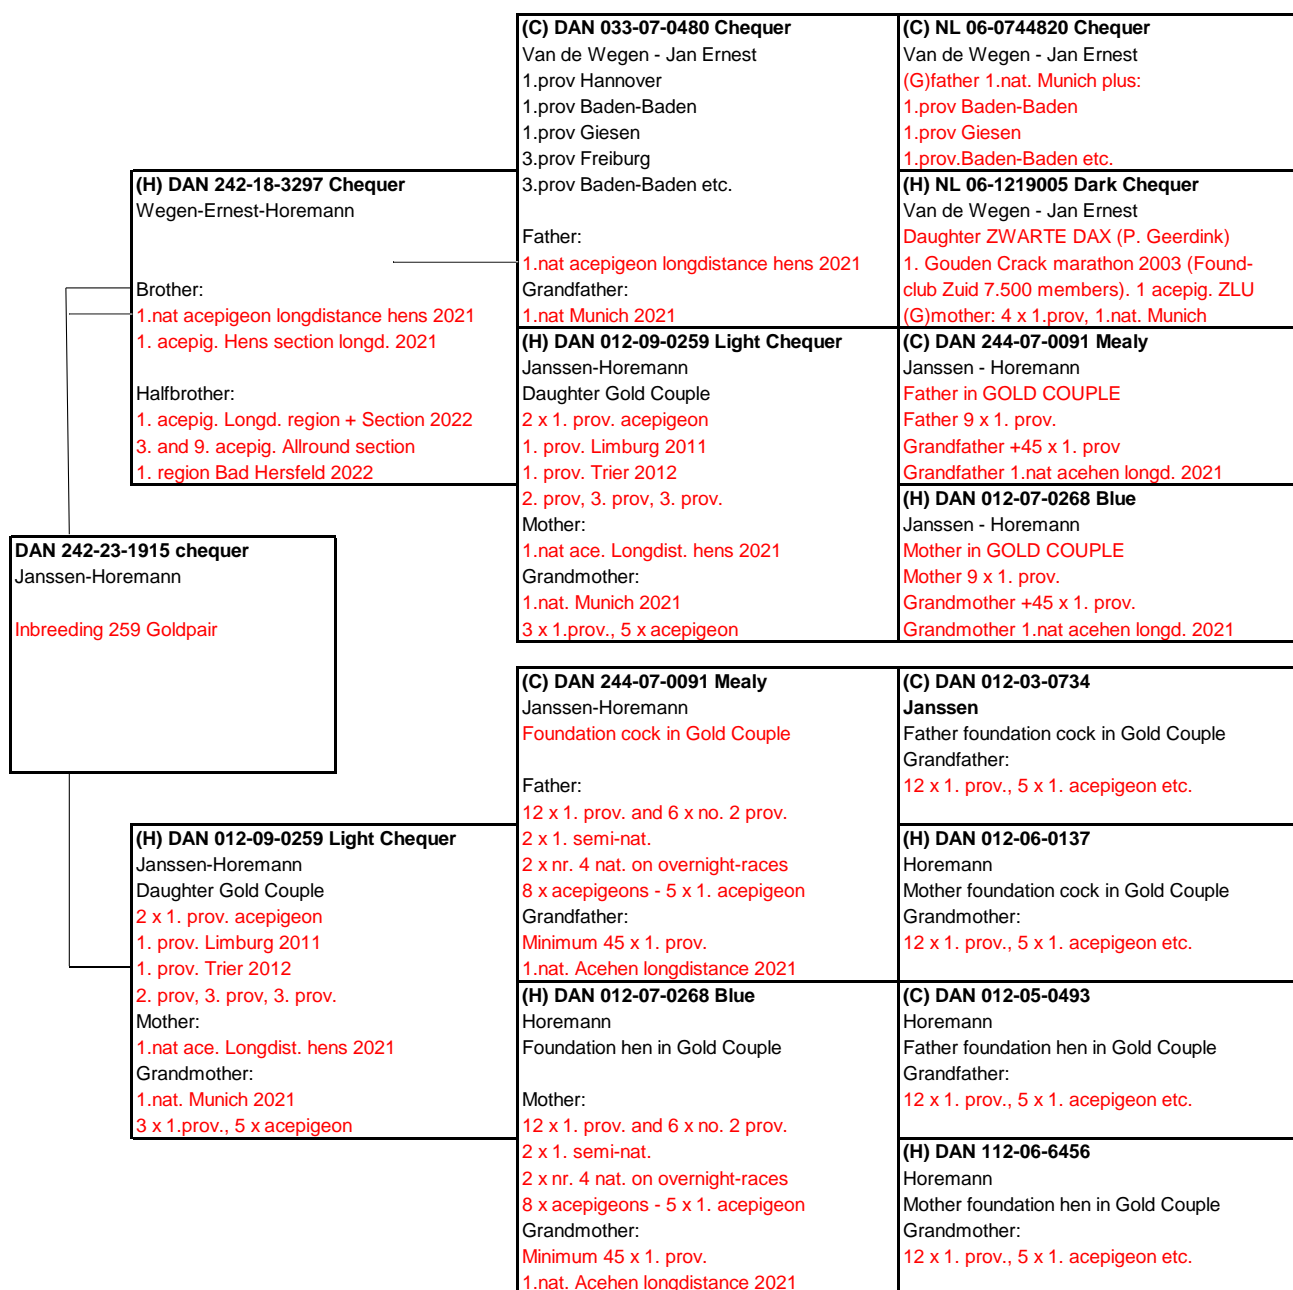 DAN 242-23-1915 chequer
Janssen-Horemann
Inbreeding 259 Goldpair
(H) DAN 242-18-3297 Chequer
Wegen-Ernest-Horemann
Brother:
1.nat acepigeon longdistance hens 2021
1. acepig. Hens section longd. 2021
Halfbrother:
1. acepig. Longd. region + Section 2022
3. and 9. acepig. Allround section
1. region Bad Hersfeld 2022
(H) DAN 012-09-0259 Light Chequer
Janssen-Horemann
Daughter Gold Couple
2 x 1. prov. acepigeon
1. prov. Limburg 2011
1. prov. Trier 2012
2. prov, 3. prov, 3. prov.
Mother:
1.nat ace. Longdist. hens 2021
Grandmother:
1.nat. Munich 2021
3 x 1.prov., 5 x acepigeon
(C) DAN 033-07-0480 Chequer
Van de Wegen - Jan Ernest
1.prov Hannover
1.prov Baden-Baden
1.prov Giesen
3.prov Freiburg
3.prov Baden-Baden etc.
Father:
1.nat acepigeon longdistance hens 2021
Grandfather:
1.nat Munich 2021
(H) DAN 012-09-0259 Light Chequer
Janssen-Horemann
Daughter Gold Couple
2 x 1. prov. acepigeon
1. prov. Limburg 2011
1. prov. Trier 2012
2. prov, 3. prov, 3. prov.
Mother:
1.nat ace. Longdist. hens 2021
Grandmother:
1.nat. Munich 2021
3 x 1.prov., 5 x acepigeon
(C) DAN 244-07-0091 Mealy
Janssen-Horemann
Foundation cock in Gold Couple
Father:
12 x 1. prov. and 6 x no. 2 prov.
2 x 1. semi-nat.
2 x nr. 4 nat. on overnight-races
8 x acepigeons - 5 x 1. acepigeon
Grandfather:
Minimum 45 x 1. prov.
1.nat. Acehen longdistance 2021
(H) DAN 012-07-0268 Blue
Horemann
Foundation hen in Gold Couple
Mother:
12 x 1. prov. and 6 x no. 2 prov.
2 x 1. semi-nat.
2 x nr. 4 nat. on overnight-races
8 x acepigeons - 5 x 1. acepigeon
Grandmother:
Minimum 45 x 1. prov.
1.nat. Acehen longdistance 2021
(C) NL 06-0744820 Chequer
Van de Wegen - Jan Ernest
(G)father 1.nat. Munich plus:
1.prov Baden-Baden
1.prov Giesen
1.prov.Baden-Baden etc.
(H) NL 06-1219005 Dark Chequer
Van de Wegen - Jan Ernest
Daughter ZWARTE DAX (P. Geerdink)
1. Gouden Crack marathon 2003 (Found-
club Zuid 7.500 members). 1 acepig. ZLU
(G)mother: 4 x 1.prov, 1.nat. Munich
(C) DAN 244-07-0091 Mealy
Janssen - Horemann
Father in GOLD COUPLE
Father 9 x 1. prov.
Grandfather +45 x 1. prov
Grandfather 1.nat acehen longd. 2021
(H) DAN 012-07-0268 Blue
Janssen - Horemann
Mother in GOLD COUPLE
Mother 9 x 1. prov.
Grandmother +45 x 1. prov.
Grandmother 1.nat acehen longd. 2021
(C) DAN 012-03-0734
Janssen
Father foundation cock in Gold Couple
Grandfather:
12 x 1. prov., 5 x 1. acepigeon etc.
(H) DAN 012-06-0137
Horemann
Mother foundation cock in Gold Couple
Grandmother:
12 x 1. prov., 5 x 1. acepigeon etc.
(C) DAN 012-05-0493
Horemann
Father foundation hen in Gold Couple
Grandfather:
12 x 1. prov., 5 x 1. acepigeon etc.
(H) DAN 112-06-6456
Horemann
Mother foundation hen in Gold Couple
Grandmother:
12 x 1. prov., 5 x 1. acepigeon etc.